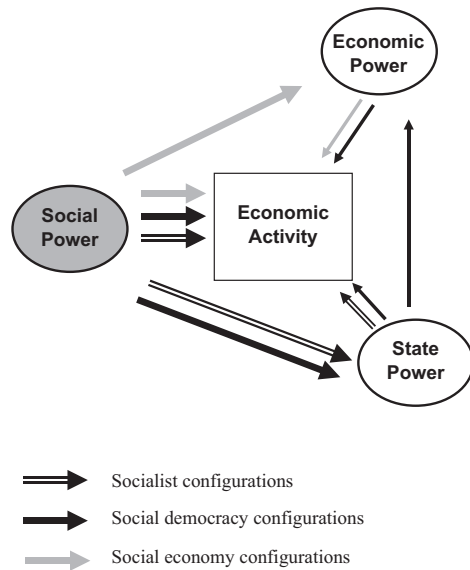 Economic
Power
Social
Power
Economic
Activity
State
Power
Socialist configurations
Social democracy configurations
Social economy configurations